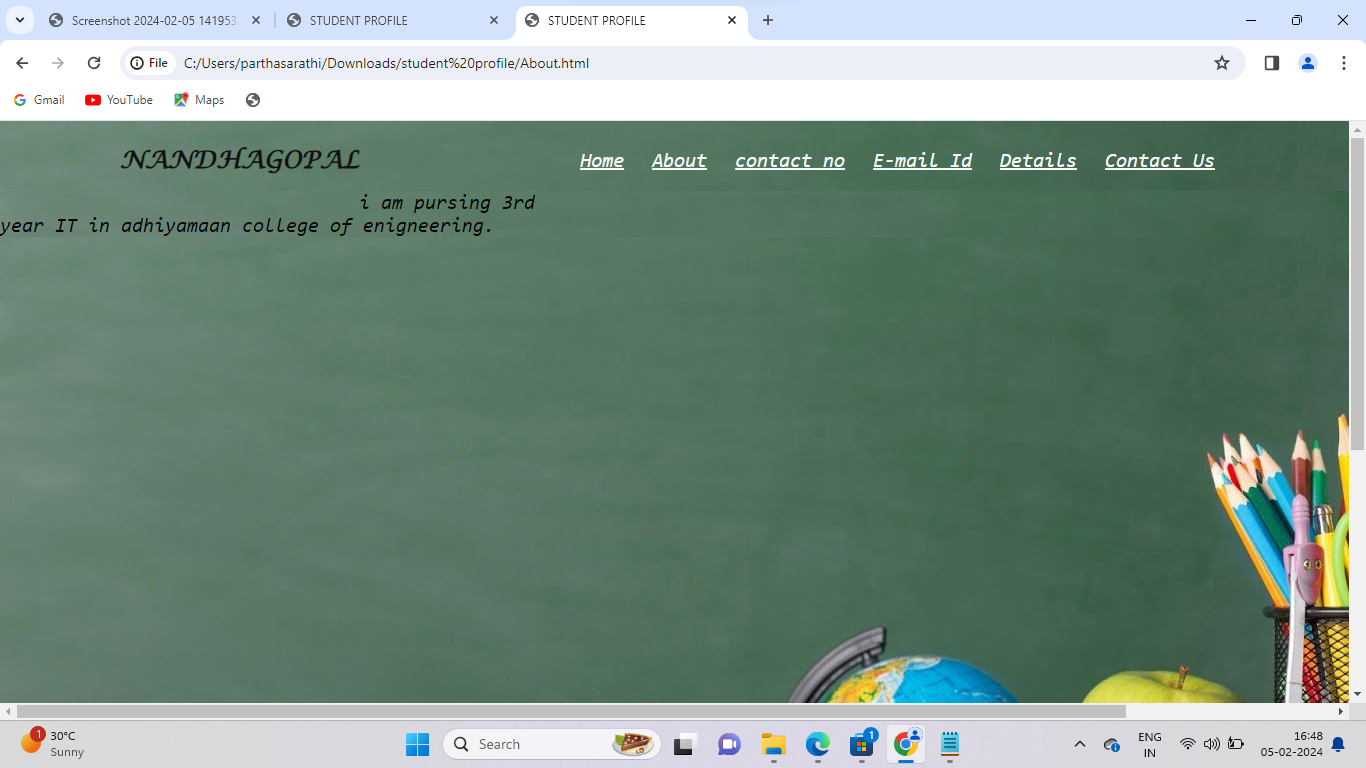 Screenshot 2024-02-05 141953
STUDENT PROFILE
STUDENT PROFILE
File
C:/Users/parthasarathi/Downloads/student%20profile/About.html
Gmail
YouTube
Maps
NANDHAGOPAL
Home
About
contact no
E-mail Id
Details
Contact Us
i am pursing 3rd
year IT in adhiyamaan college of enigneering.
1
30°C
Sunny
Search
1
ENG
IN
16:48
05-02-2024